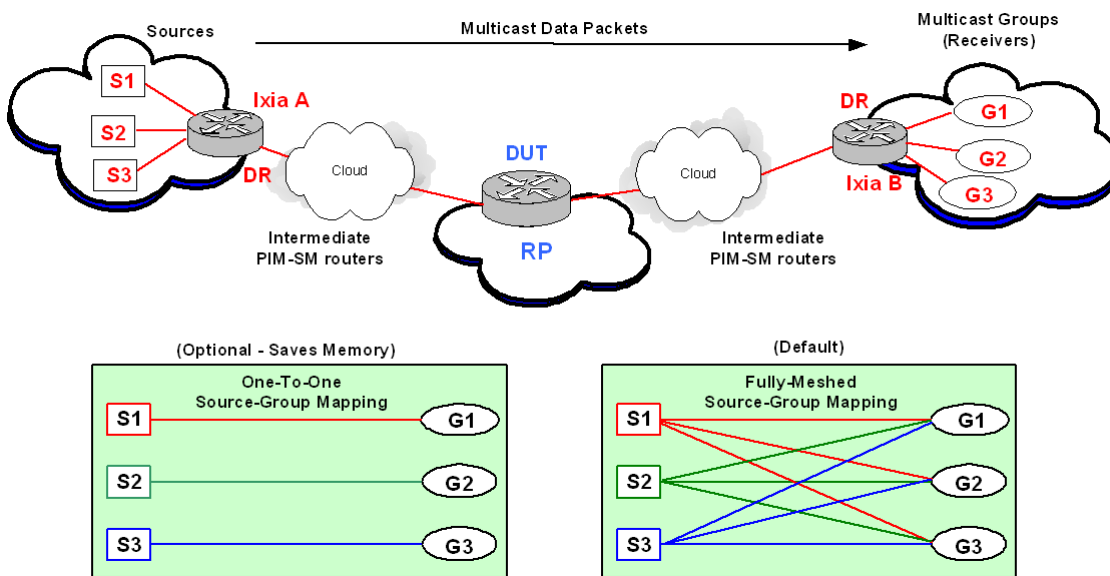 Sources
Multicast Data Packets
Multicast Groups
(Receivers)
S1
S2
S3
Ixia A
DR
Cloud
Intermediate
PIM-SM routers
DUT
RP
Cloud
Intermediate
PIM-SM routers
DR
Ixia B
G1
G2
G3
(Optional - Saves Memory)
One-To-One
Source-Group Mapping
S1
G1
S2
G2
S3
G3
(Default)
Fully-Meshed
Source-Group Mapping
S1
G1
S2
G2
S3
G3